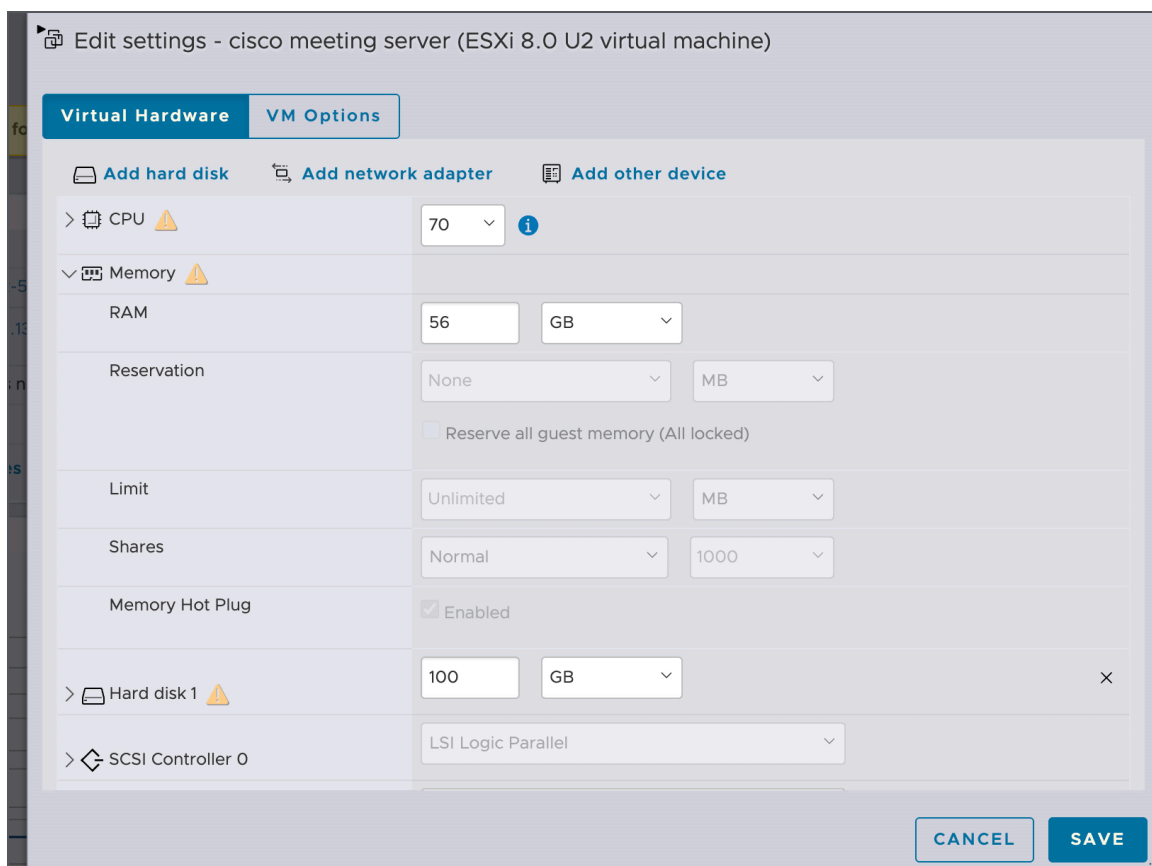 Edit settings - cisco meeting server (ESXi 8.0 U2 virtual machine)
Virtual Hardware VM Options
Add hard disk Add network adapter Add other device
CPU 70
Memory
RAM 56 GB
Reservation None MB
Reserve all guest memory (All locked)
Limit Unlimited MB
Shares Normal 1000
Memory Hot Plug Enabled
Hard disk 1 100 GB
SCSI Controller 0 LSI Logic Parallel
CANCEL SAVE